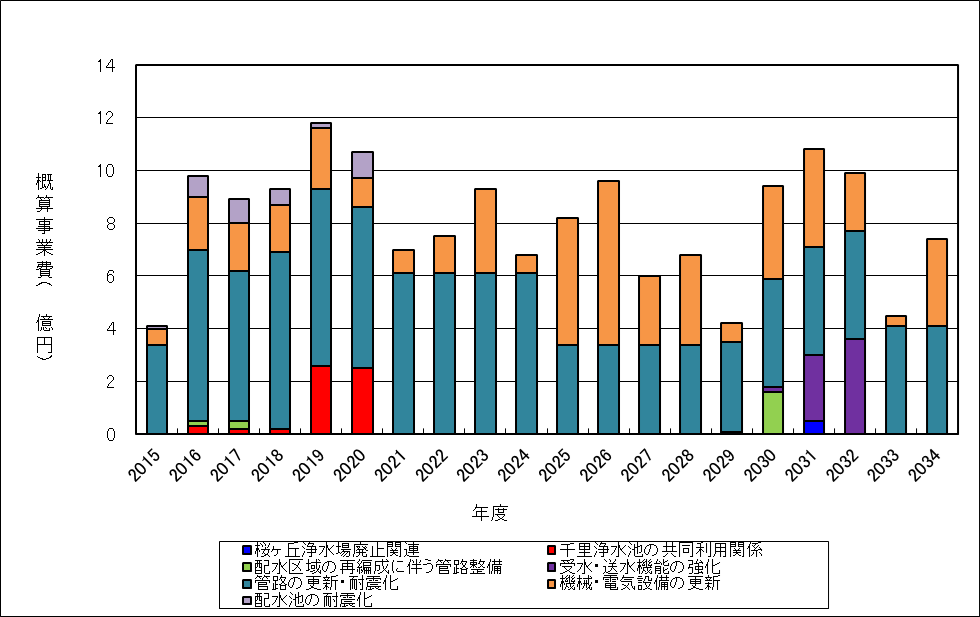 14
12
10
8
6
4
2
0
概算事業費（億円）
2015 2016 2017 2018 2019 2020 2021 2022 2023 2024 2025 2026 2027 2028 2029 2030 2031 2032 2033 2034
年度
桜ヶ丘浄水場廃止関連 千里浄水池の共同利用関係
配水区域の再編成に伴う管路整備 受水・送水機能の強化
管路の更新・耐震化 機械・電気設備の更新
配水池の耐震化